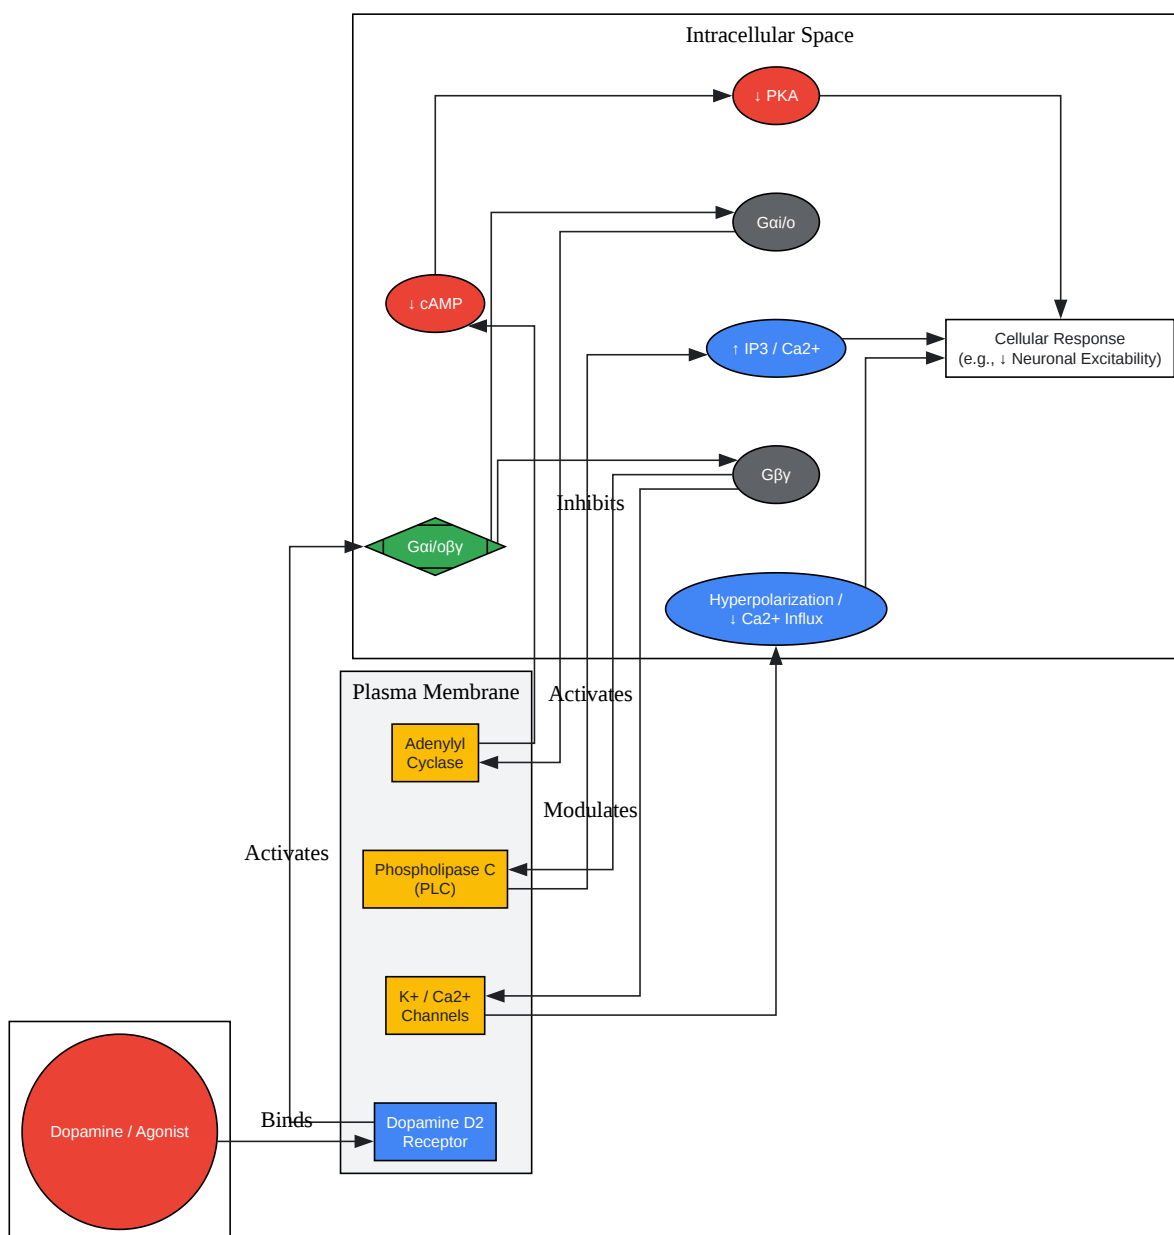 Intracellular Space
↓ PKA
Gαi/o
↓ cAMP
↑ IP3 / Ca2+
Cellular Response
(e.g., ↓ Neuronal Excitability)
Gβγ
Inhibits
Gαi/oβγ
Hyperpolarization /
↓ Ca2+ Influx
Plasma Membrane
Activates
Adenylyl
Cyclase
Modulates
Activates
Phospholipase C
(PLC)
K+ / Ca2+
Channels
Binds
Dopamine / Agonist
Dopamine D2
Receptor